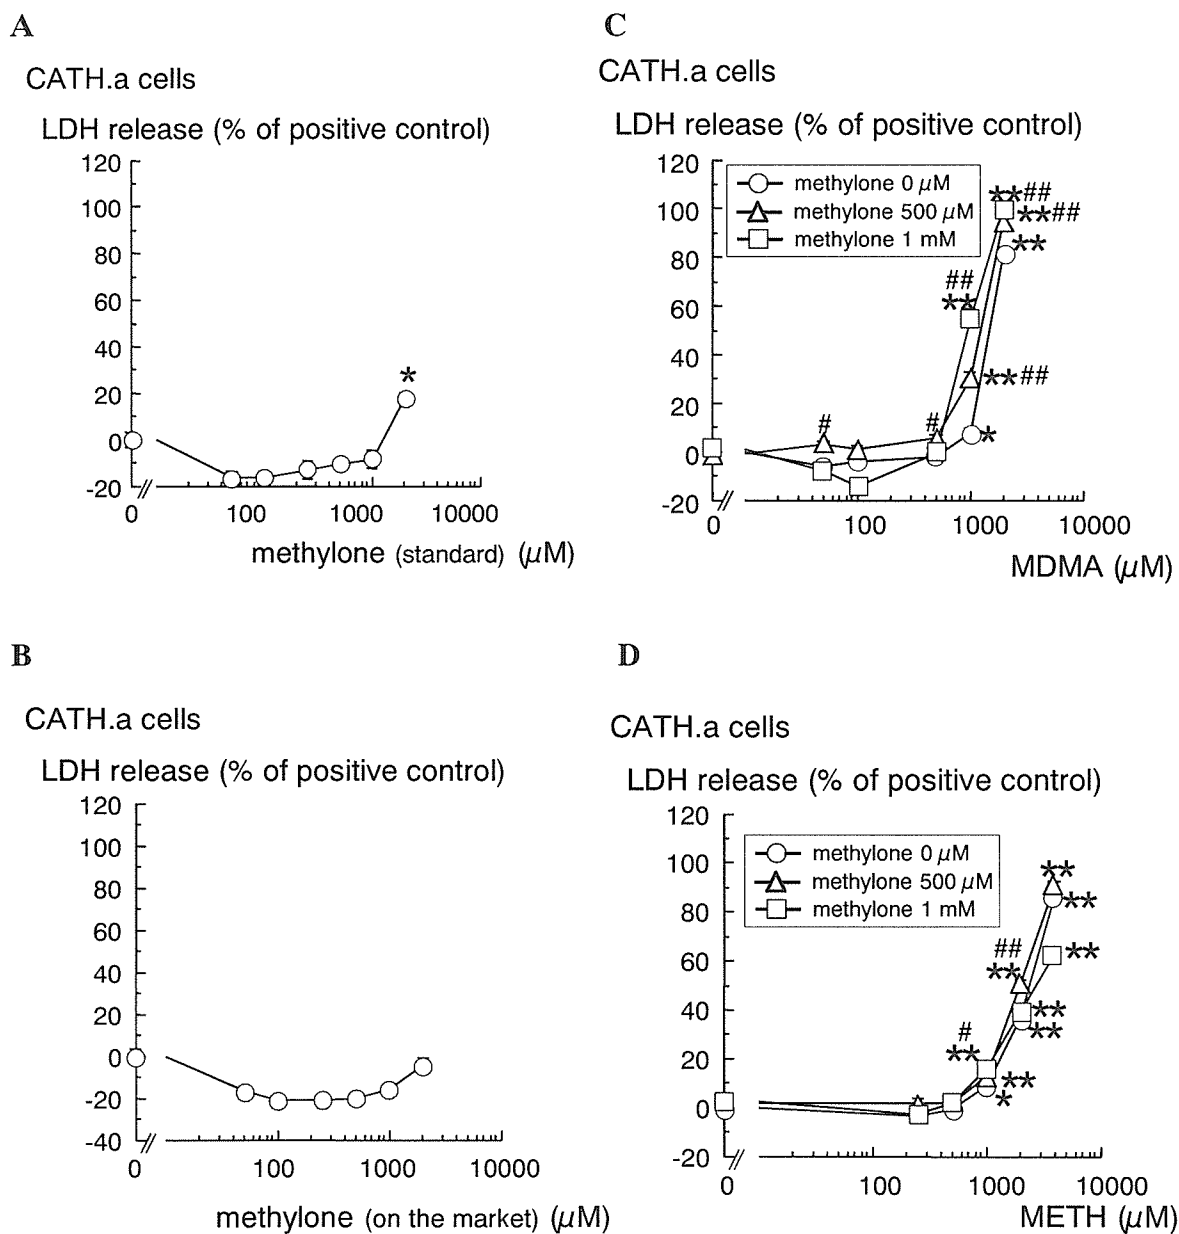 A
CATH.a cells
LDH release (% of positive control)
120
100
80
60
40
20
0
-20
*
0 100 1000 10000
methylone (standard) (μM)
B
CATH.a cells
LDH release (% of positive control)
120
100
80
60
40
20
0
-20
-40
0 100 1000 10000
methylone (on the market) (μM)
C
CATH.a cells
LDH release (% of positive control)
120
100
80
60
40
20
0
-20
methylone 0 μM
methylone 500 μM
methylone 1 mM
**##
**##
**
##
**
**##
# #
*
0 100 1000 10000
MDMA (μM)
D
CATH.a cells
LDH release (% of positive control)
120
100
80
60
40
20
0
-20
methylone 0 μM
methylone 500 μM
methylone 1 mM
**
**
##
**
**
**
**
#
**
**
*
0 100 1000 10000
METH (μM)